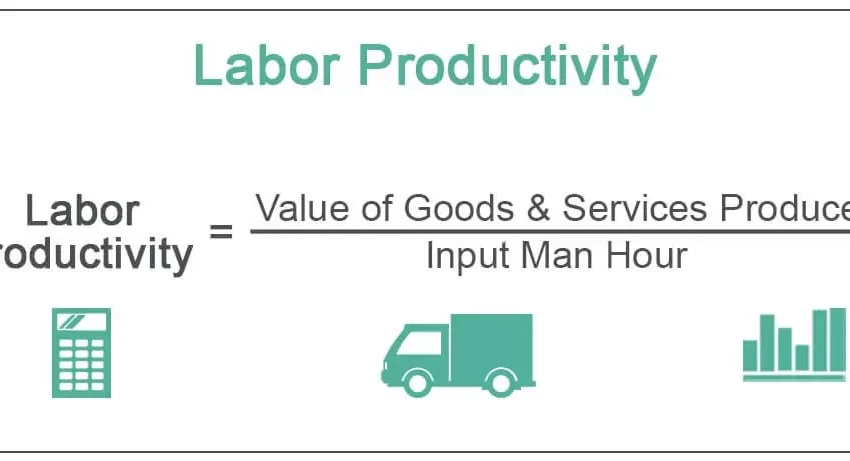 Labor Productivity
Labor
roductivity
=
Value of Goods & Services Produce
Input Man Hour